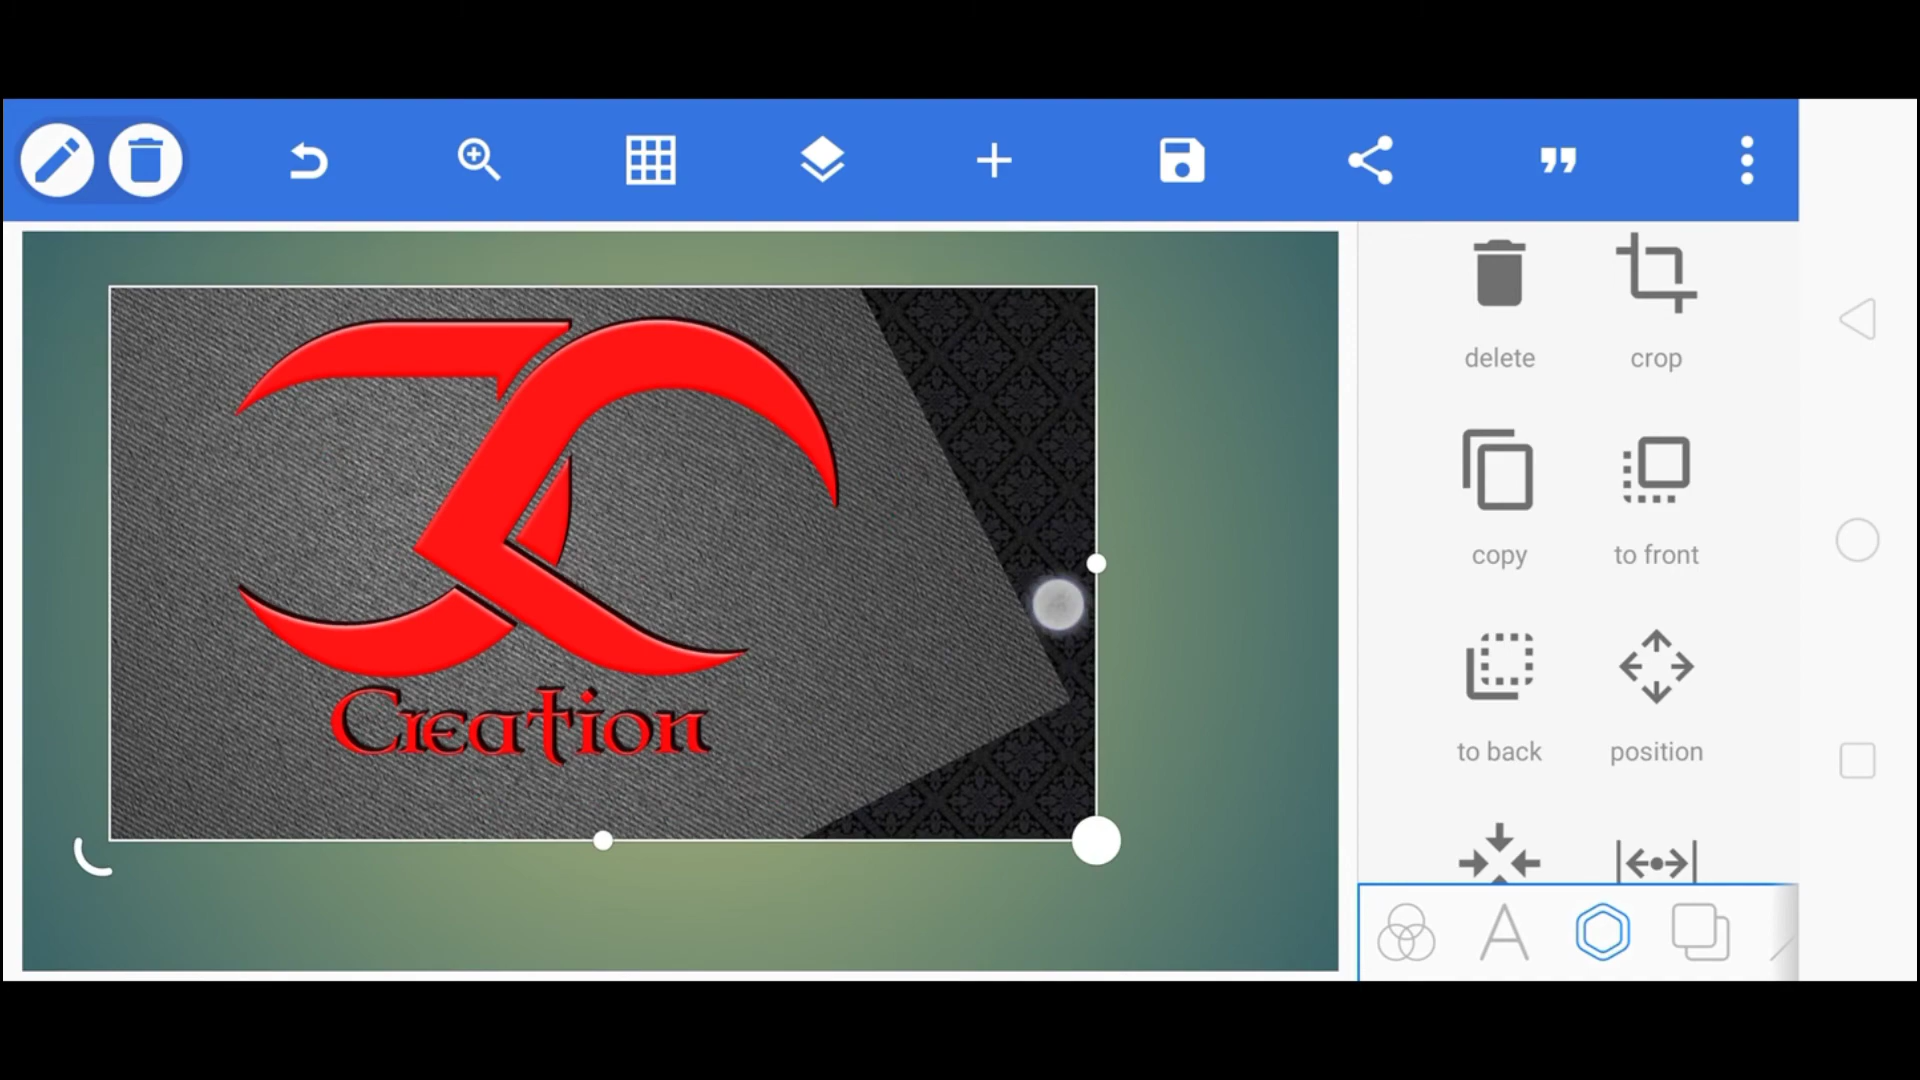 Creation
delete
crop
copy
to front
to back
position